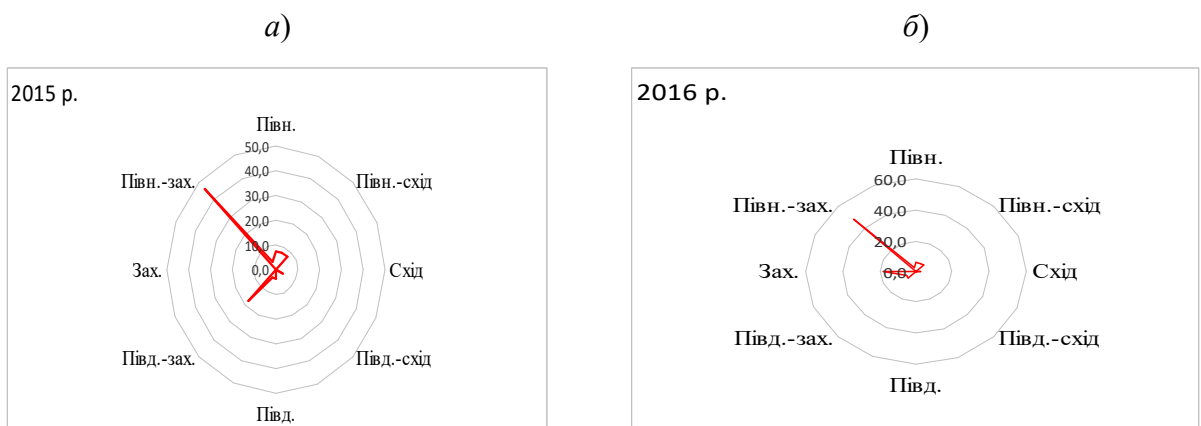 а)
б)
2015 р.
Півн.
50,0
40,0
Півн.-зах.
Півн.-схід
30,0
20,0
10,0
Зах.
0,0
Схід
Півд.-зах.
Півд.-схід
Півд.
2016 р.
Півн.
60,0
Півн.-зах.
40,0
Півн.-схід
20,0
Зах.
0,0
Схід
Півд.-зах.
Півд.-схід
Півд.